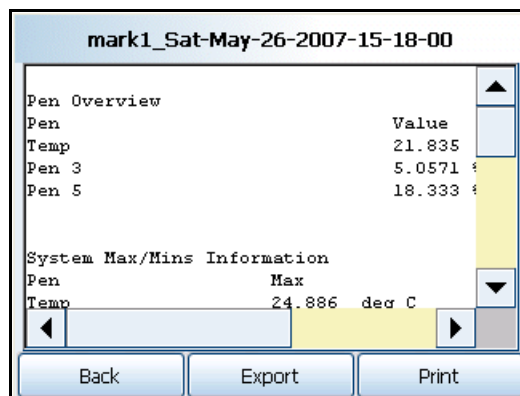 mark1_Sat-May-26-2007-15-18-00
Pen Overview
Pen Value
Temp 21.835
Pen 3 5.0571
Pen 5 18.333
System Max/Mins Information
Pen Max
Temp 24.886 deg C
Back Export Print